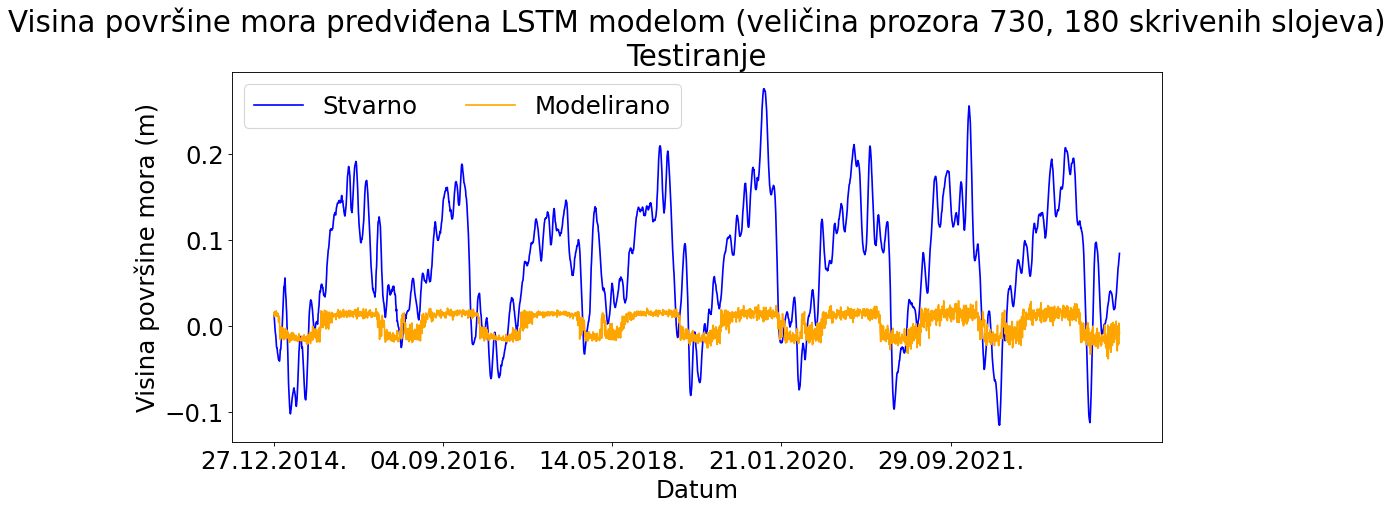 Visina površine mora predviđena LSTM modelom (veličina prozora 730, 180 skrivenih slojeva)
Testiranje
Stvarno
Modelirano
Visina površine mora (m)
0.2
0.1
0.0
−0.1
27.12.2014.
04.09.2016.
14.05.2018.
21.01.2020.
29.09.2021.
Datum